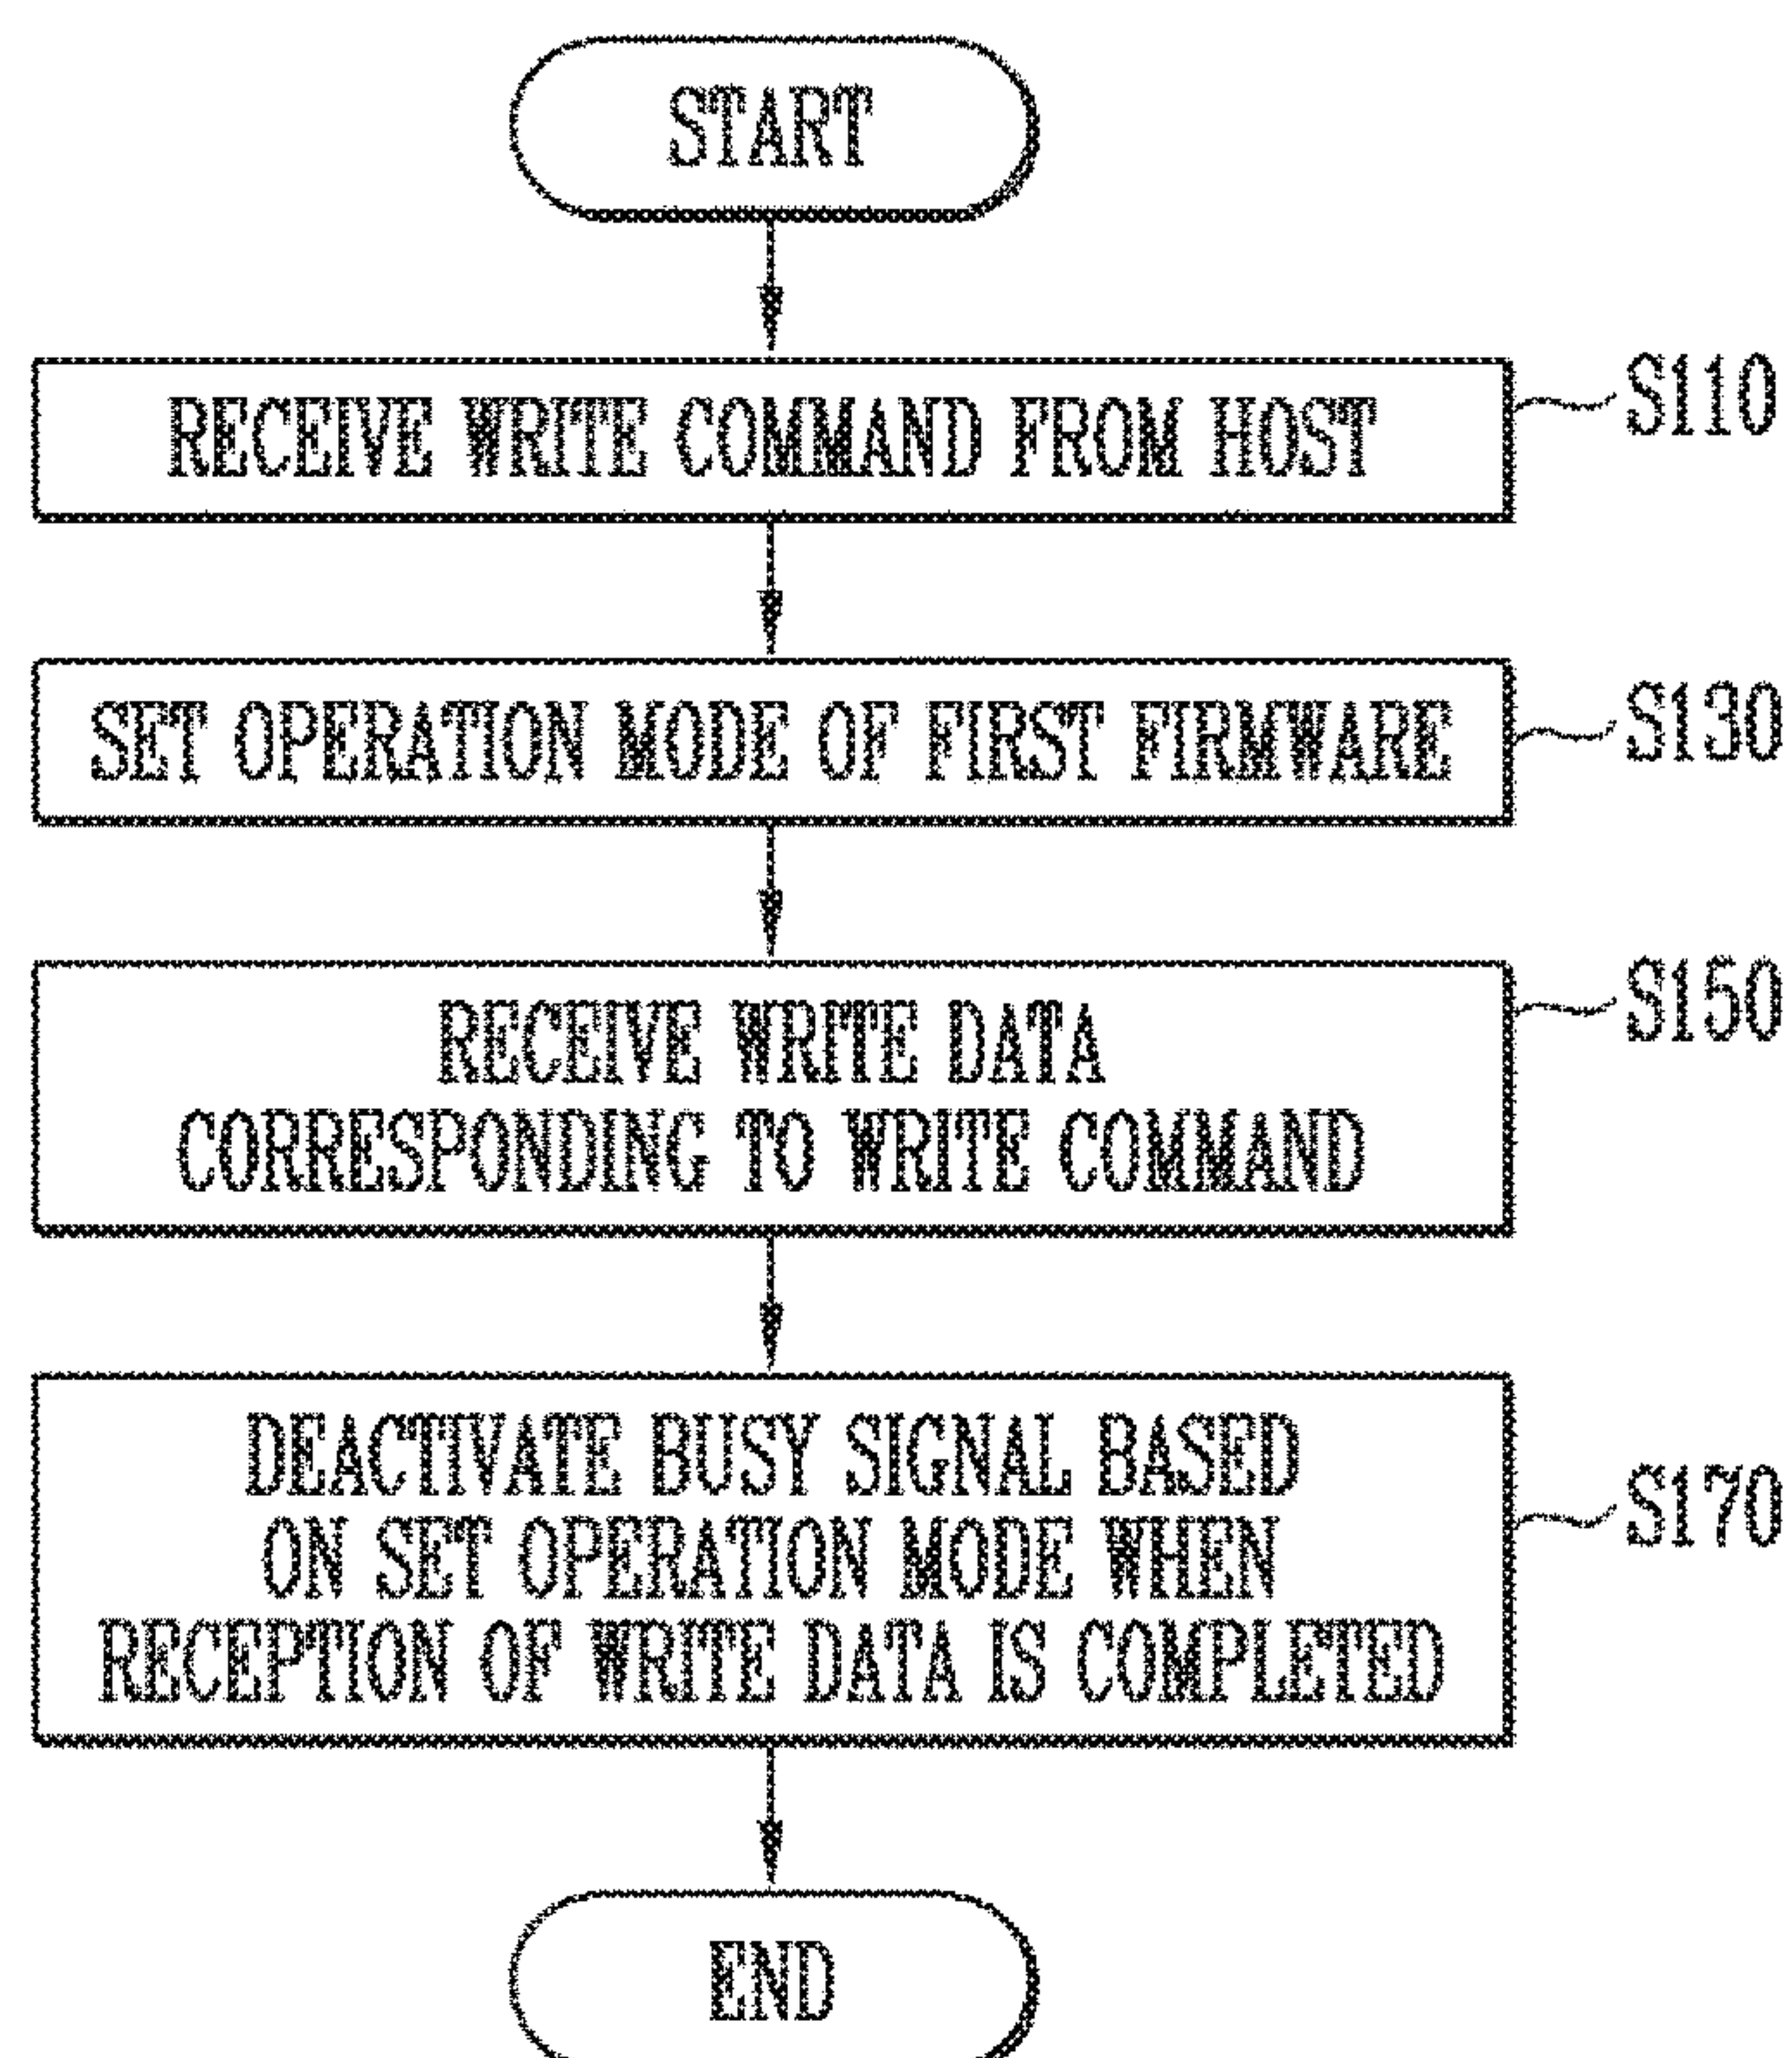 START
RECEIVE WRITE COMMAND FROM HOST
S110
SET OPERATION MODE OF FIRST FIRMWARE
S130
RECEIVE WRITE DATA
CORRESPONDING TO WRITE COMMAND
S150
DEACTIVATE BUSY SIGNAL BASED
ON SET OPERATION MODE WHEN
RECEPTION OF WRITE DATA IS COMPLETED
S170
END